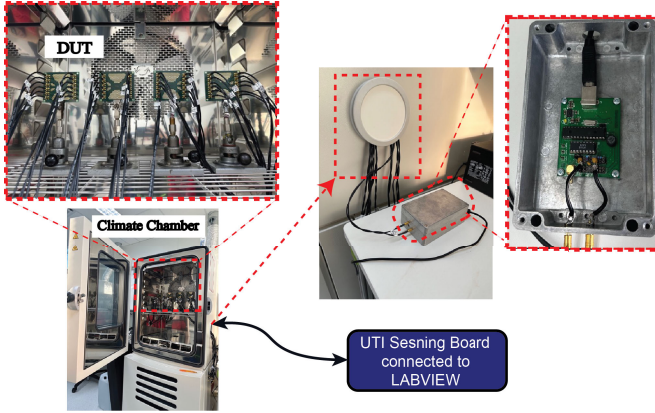 DUT
Climate Chamber
UTI Sesning Board
connected to
LABVIEW